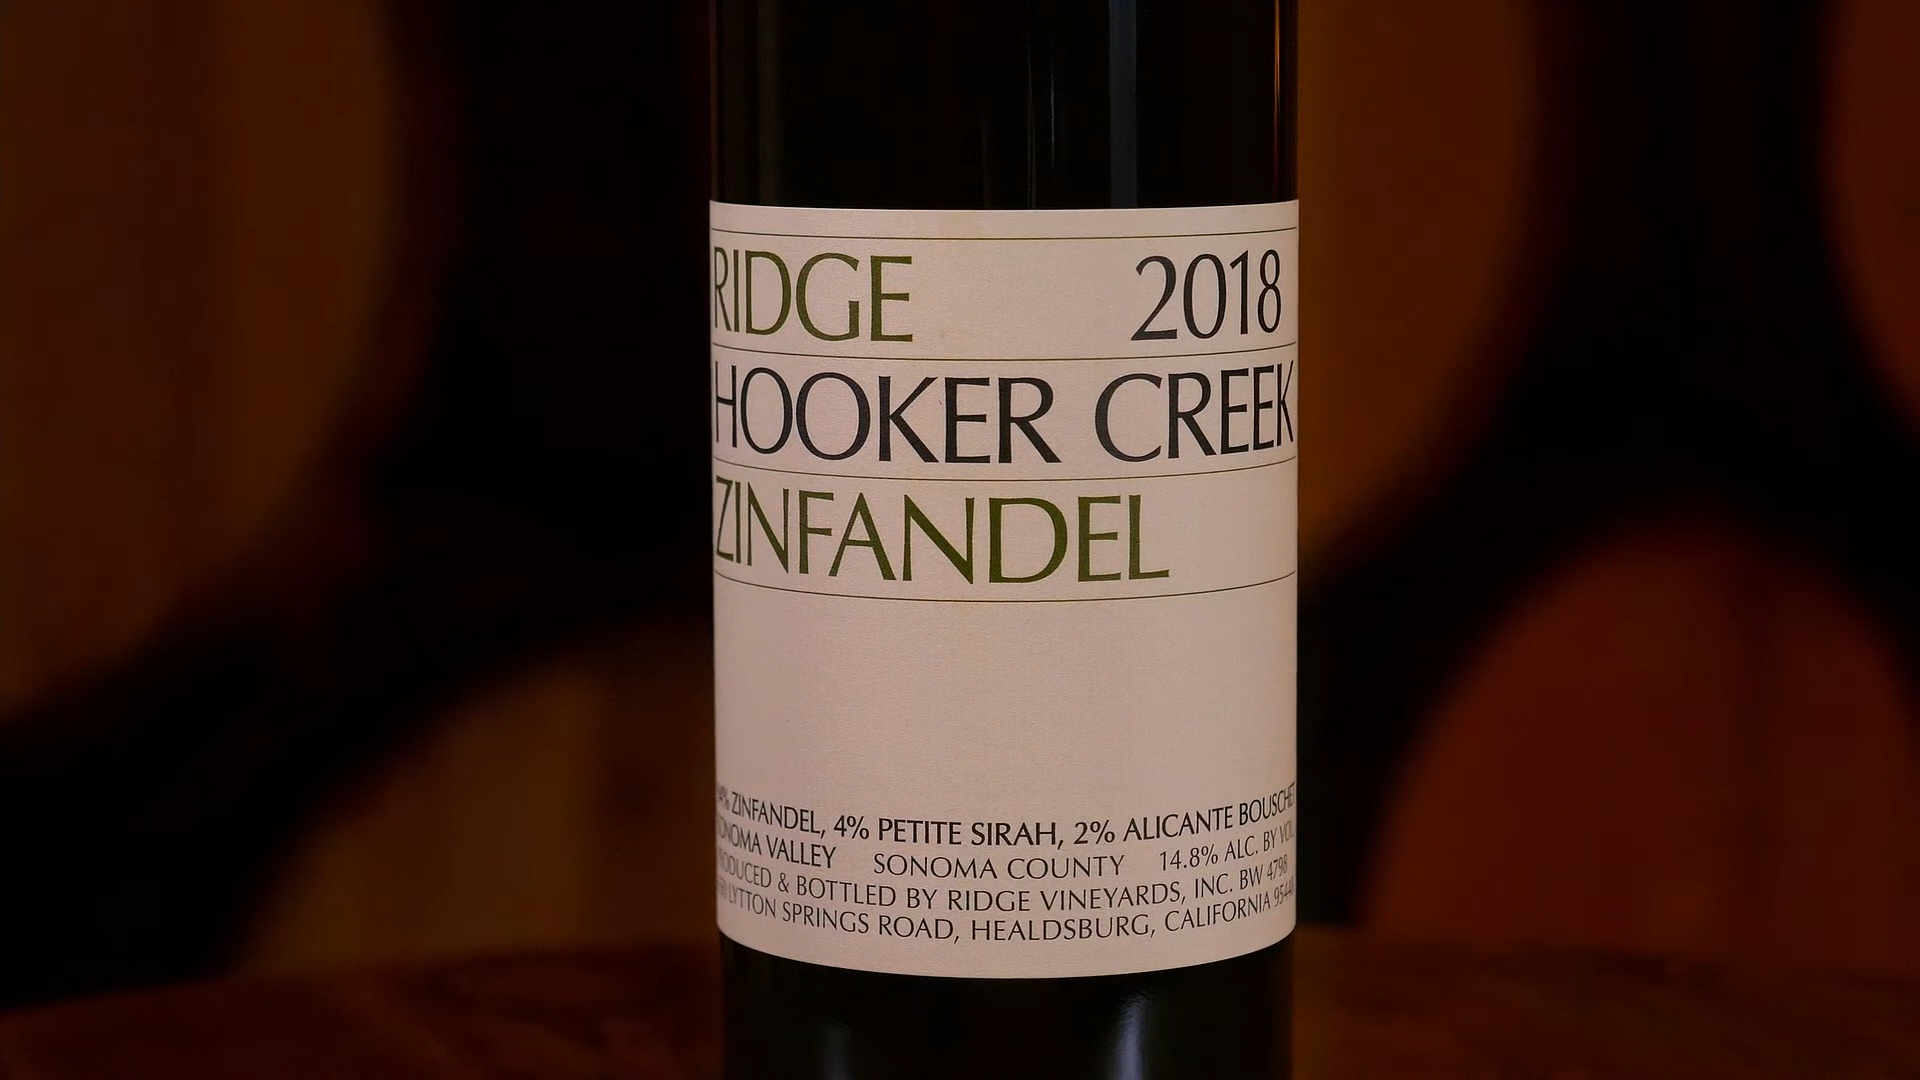 RIDGE 2018
HOOKER CREEK
ZINFANDEL
94% ZINFANDEL, 4% PETITE SIRAH, 2% ALICANTE BOUSCHET
SONOMA VALLEY SONOMA COUNTY 14.8% ALC. BY VOL.
PRODUCED & BOTTLED BY RIDGE VINEYARDS, INC. BW 4798
LYTTON SPRINGS ROAD, HEALDSBURG, CALIFORNIA